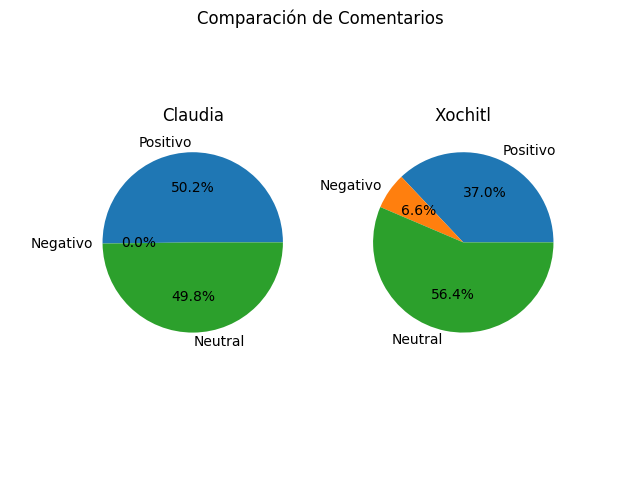 Comparación de Comentarios
Claudia
Positivo
50.2%
Negativo
0.0%
49.8%
Neutral
Xochitl
Positivo
37.0%
Negativo
6.6%
56.4%
Neutral